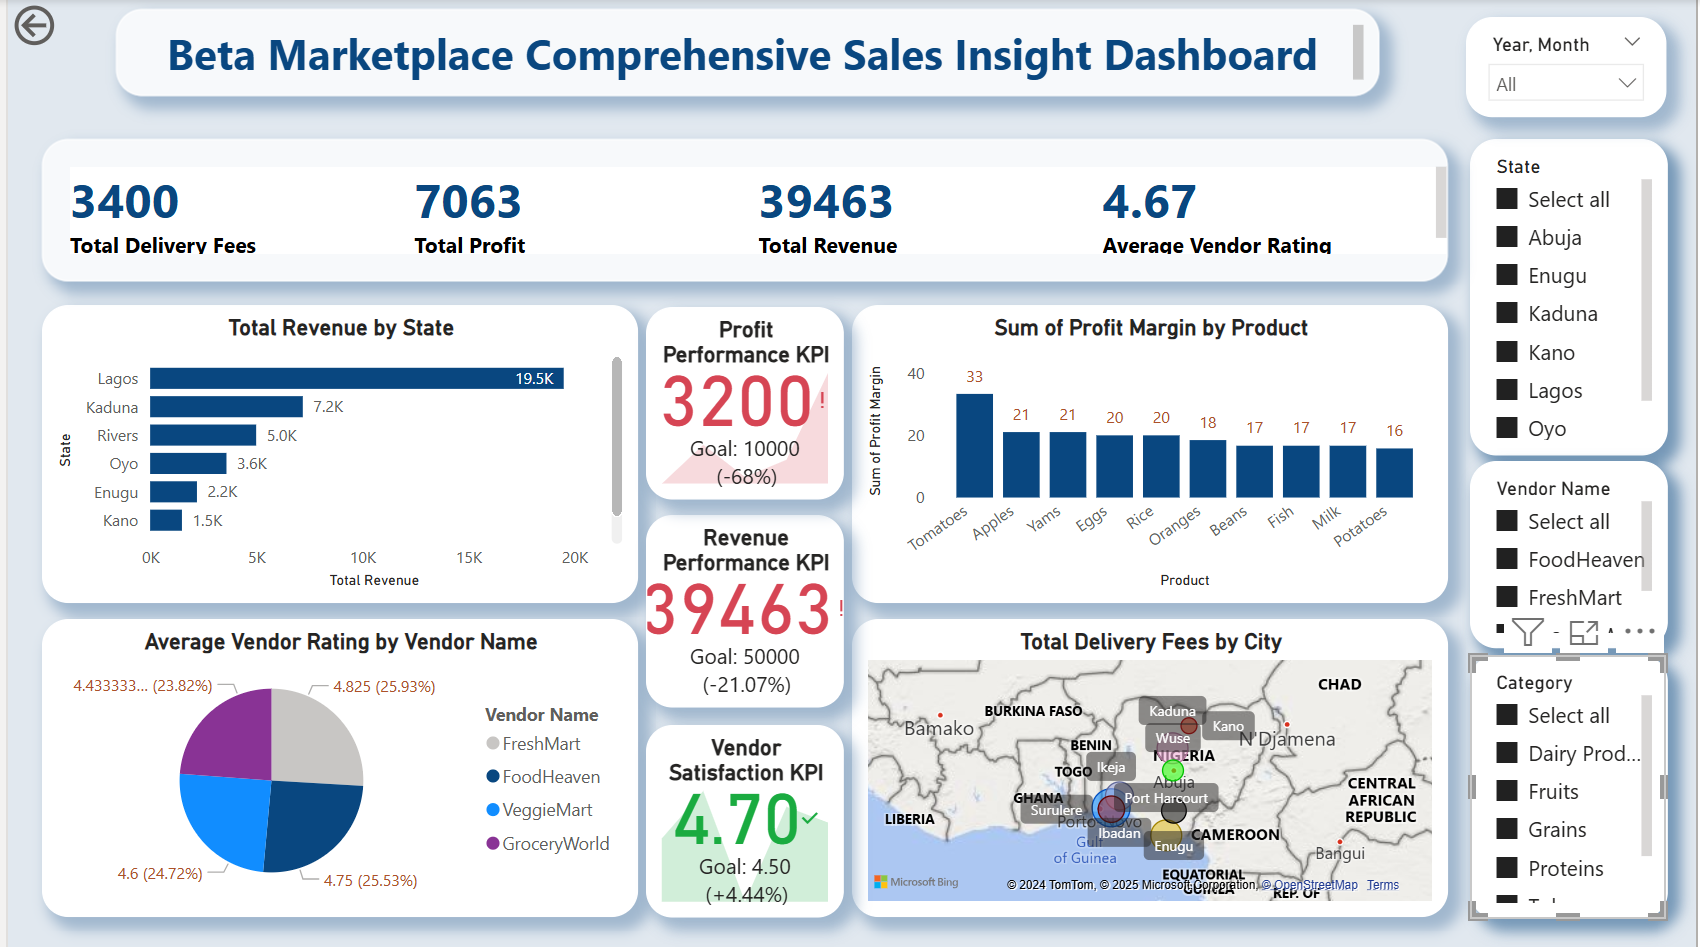 Beta Marketplace Comprehensive Sales Insight Dashboard
Year, Month
All
3400
Total Delivery Fees
7063
Total Profit
39463
Total Revenue
4.67
Average Vendor Rating
State
Select all
Abuja
Enugu
Kaduna
Kano
Lagos
Oyo
Total Revenue by State
State
Lagos
19.5K
Kaduna
7.2K
Rivers
5.0K
Oyo
3.6K
Enugu
2.2K
Kano
1.5K
0K
5K
10K
15K
20K
Total Revenue
Profit
Performance KPI
3200!
Goal: 10000
(-68%)
Revenue
Performance KPI
39463!
Goal: 50000
(-21.07%)
Vendor
Satisfaction KPI
4.70
Goal: 4.50
(+4.44%)
Sum of Profit Margin by Product
Sum of Profit Margin
40
20
0
33
21
21
20
20
18
17
17
17
16
Tomatoes
Apples
Yams
Eggs
Rice
Oranges
Beans
Fish
Milk
Potatoes
Product
Vendor Name
Select all
FoodHeaven
FreshMart
Average Vendor Rating by Vendor Name
4.433333... (23.82%)
4.825 (25.93%)
4.6 (24.72%)
4.75 (25.53%)
Vendor Name
FreshMart
FoodHeaven
VeggieMart
GroceryWorld
Total Delivery Fees by City
CHAD
BURKINA FASO
Bamako
Kaduna
Kano
Wuse
N'Djamena
BENIN
NIGERIA
TOGO
Ikeja
Abuja
CENTRAL
AFRICAN
REPUBLIC
GHANA
Port Harcourt
Surulere
LIBERIA
Porto-Novo
Ibadan
CAMEROON
Gulf
of Guinea
Enugu
Bangui
EQUATORIAL
GUINEA
REP. OF
Microsoft Bing
© 2024 TomTom, © 2025 Microsoft Corporation, © OpenStreetMap Terms
Category
Select all
Dairy Prod...
Fruits
Grains
Proteins